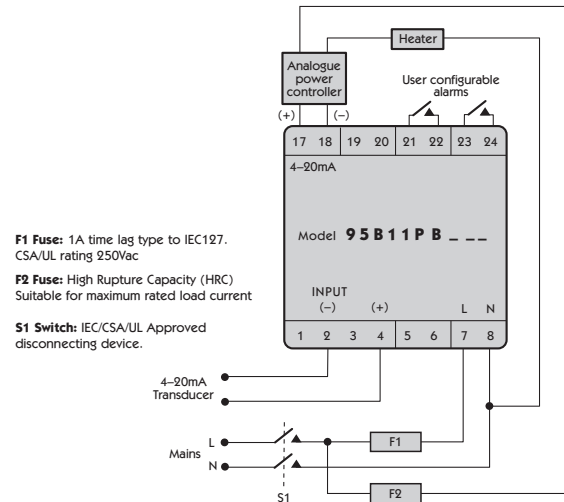 Heater
Analogue
power
controller
User configurable
alarms
(+) (-)
17 18 19 20 21 22 23 24
4–20mA
Model 95B11PB _ _ _
F1 Fuse: 1A time lag type to IEC127.
CSA/UL rating 250Vac
F2 Fuse: High Rupture Capacity (HRC)
Suitable for maximum rated load current
S1 Switch: IEC/CSA/UL Approved
disconnecting device.
INPUT
(-) (+) L N
1 2 3 4 5 6 7 8
4–20mA
Transducer
Mains
L
N
F1
S1
F2